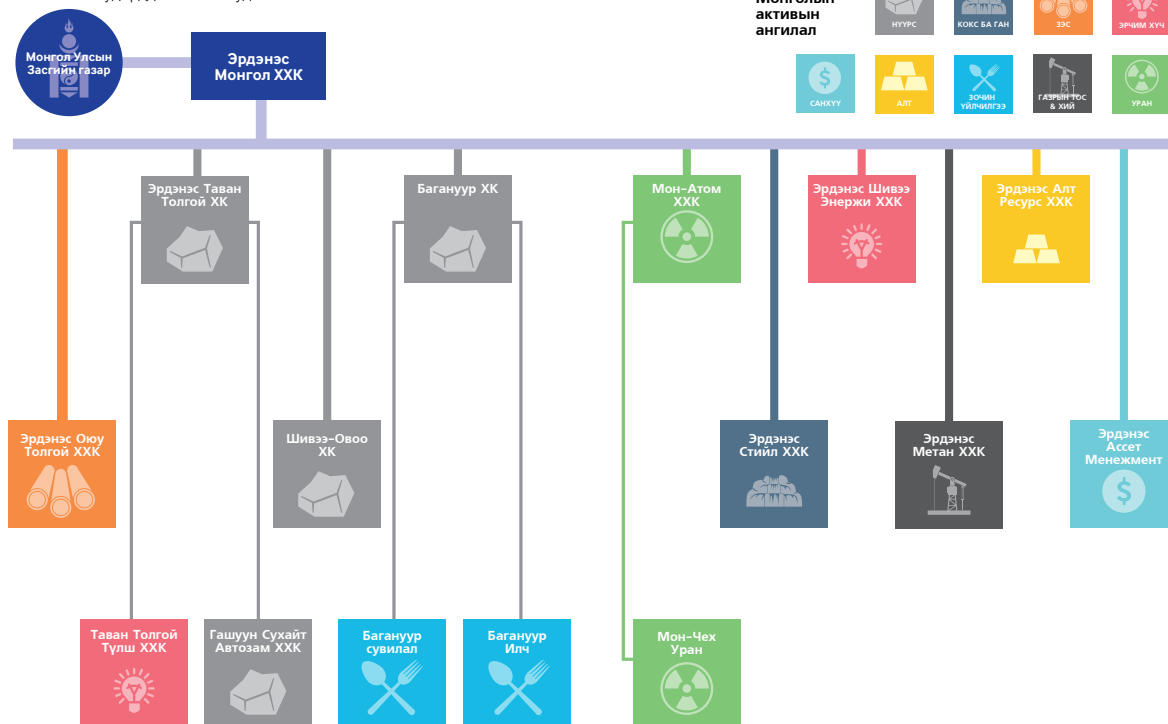 Монголын
активын
ангилал
НҮҮРС
КОКС БА ГАН
ЗЭС
ЭРЧИМ ХҮЧ
САНХҮҮ
АЛТ
ЗОЧИН
ҮЙЛЧИЛГЭЭ
ГАЗРЫН ТОС
& ХИЙ
УРАН
Монгол Улсын
Засгийн газар
Эрдэнэс
Монгол ХХК
Эрдэнэс Таван
Толгой ХК
Багануур ХК
Мон-Атом
ХХК
Эрдэнэс Шивээ
Энержи ХХК
Эрдэнэс Алт
Ресурс ХХК
Эрдэнэс Оюу
Толгой ХХК
Шивээ-Овоо
ХК
Эрдэнэс
Стийл ХХК
Эрдэнэс
Метан ХХК
Эрдэнэс
Ассет
Менежмент
Таван Толгой
Түлш ХХК
Гашуун Сухайт
Автозам ХХК
Багануур
сувилал
Багануур
Илч
Мон-Чех
Уран